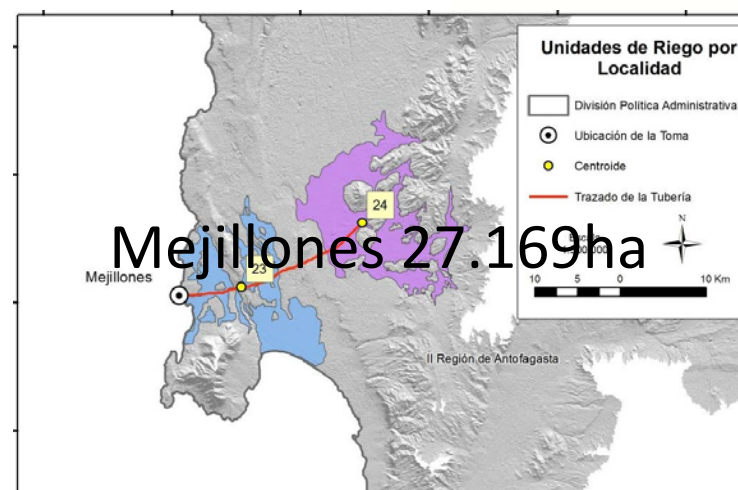 Unidades de Riego por
Localidad
División Política Administrativa
Ubicación de la Toma
Centroide
Trazado de la Tubería
N
10 5 0 10 Km
24
23
Mejillones 27.169ha
Mejillones
II Región de Antofagasta